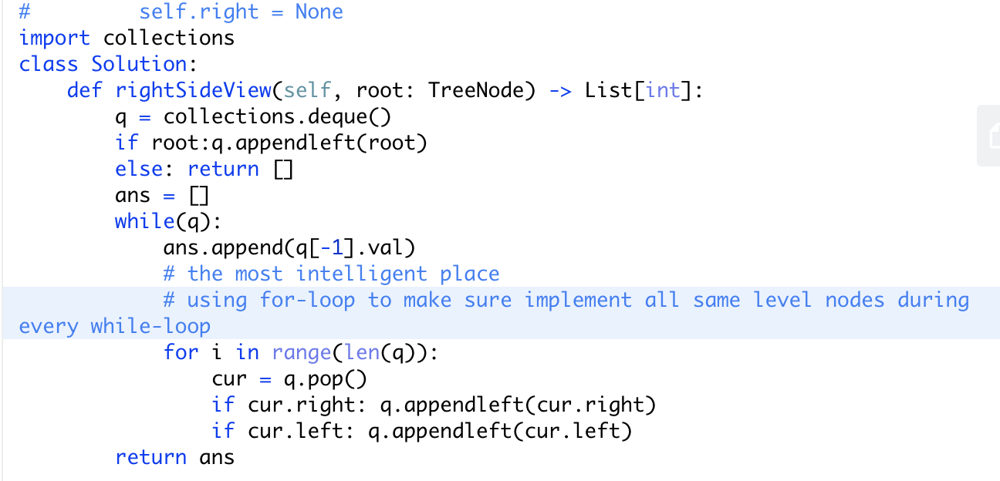 #         self.right = None
import collections
class Solution:
    def rightSideView(self, root: TreeNode) -> List[int]:
        q = collections.deque()
        if root:q.appendleft(root)
        else: return []
        ans = []
        while(q):
            ans.append(q[-1].val)
            # the most intelligent place
            # using for-loop to make sure implement all same level nodes during
every while-loop
            for i in range(len(q)):
                cur = q.pop()
                if cur.right: q.appendleft(cur.right)
                if cur.left: q.appendleft(cur.left)
        return ans